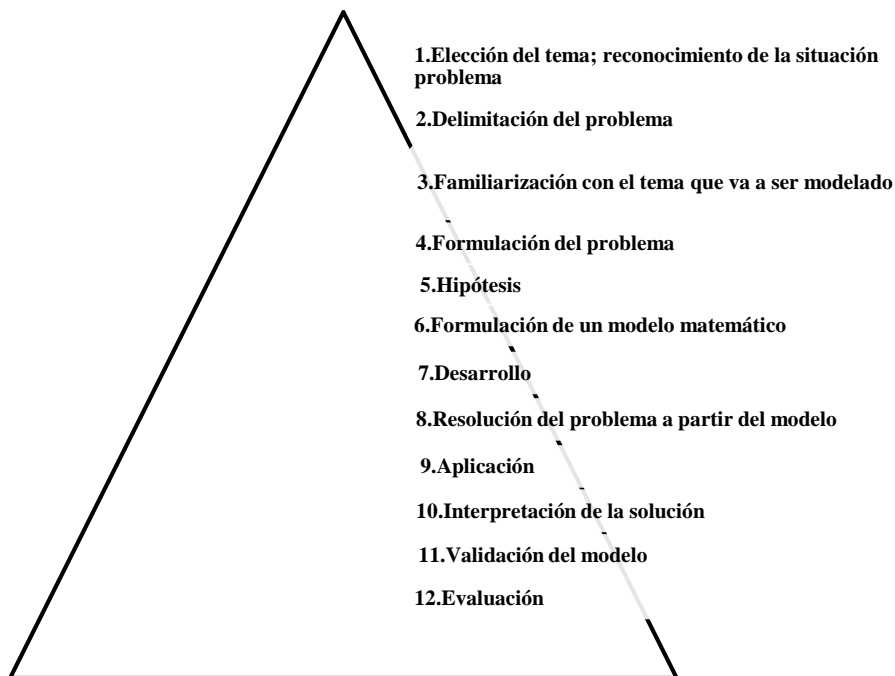 1.Elección del tema; reconocimiento de la situación
problema
2.Delimitación del problema
3.Familiarización con el tema que va a ser modelado
4.Formulación del problema
5.Hipótesis
6.Formulación de un modelo matemático
7.Desarrollo
8.Resolución del problema a partir del modelo
9.Aplicación
10.Interpretación de la solución
11.Validación del modelo
12.Evaluación